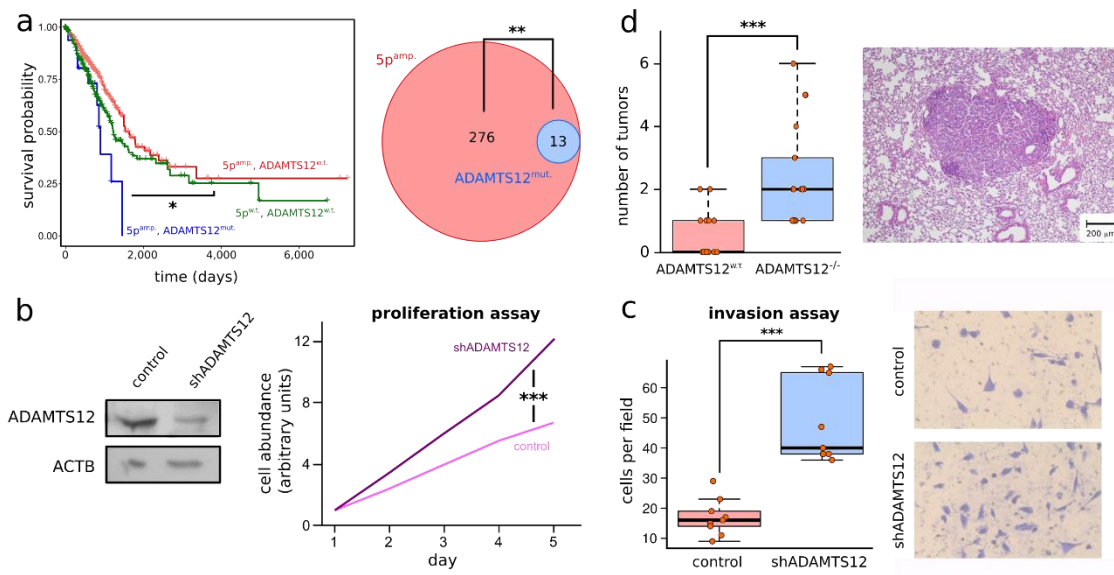 a
survival probability
1.00
0.75
0.50
0.25
0.00
0
2,000
4,000
6,000
time (days)
5p^amp., ADAMTS12^w.t.
*
5p^w.t., ADAMTS12^w.t.
5p^amp., ADAMTS12^mut.
**
5p^amp.
276
13
ADAMTS12^mut.
d
***
number of tumors
6
4
2
0
ADAMTS12^w.t.
ADAMTS12^-/-
200 μm
b
control
shADAMTS12
ADAMTS12
ACTB
proliferation assay
cell abundance
(arbitrary units)
12
8
4
0
shADAMTS12
***
control
1
2
3
4
5
day
c
invasion assay
***
cells per field
60
50
40
30
20
10
control
shADAMTS12
control
shADAMTS12